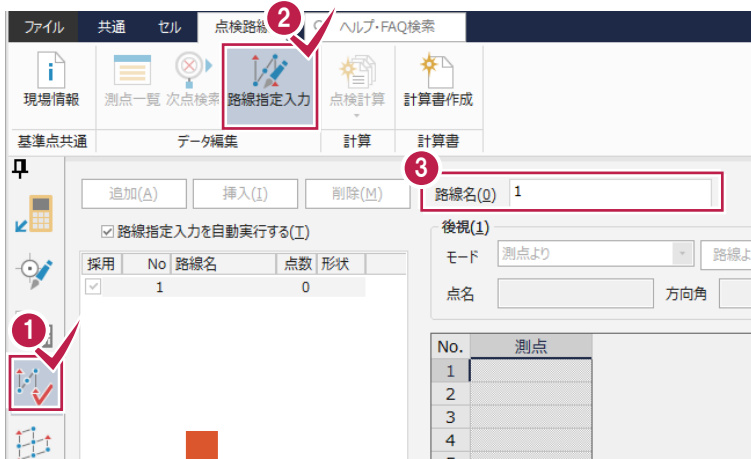 ファイル 共通 セル 点検路線 ヘルプ・FAQ検索
2
現場情報 測点一覧 次点検索 路線指定入力 点検計算 計算書作成
基準点共通 データ編集 計算 計算書
3
追加(A) 挿入(I) 削除(M) 路線名(0) 1
路線指定入力を自動実行する(T) 後視(1)
モード 測点より 路線よ
採用 No 路線名 点数 形状
1 0
点名 方向角
1
No. 測点
1
2
3
4